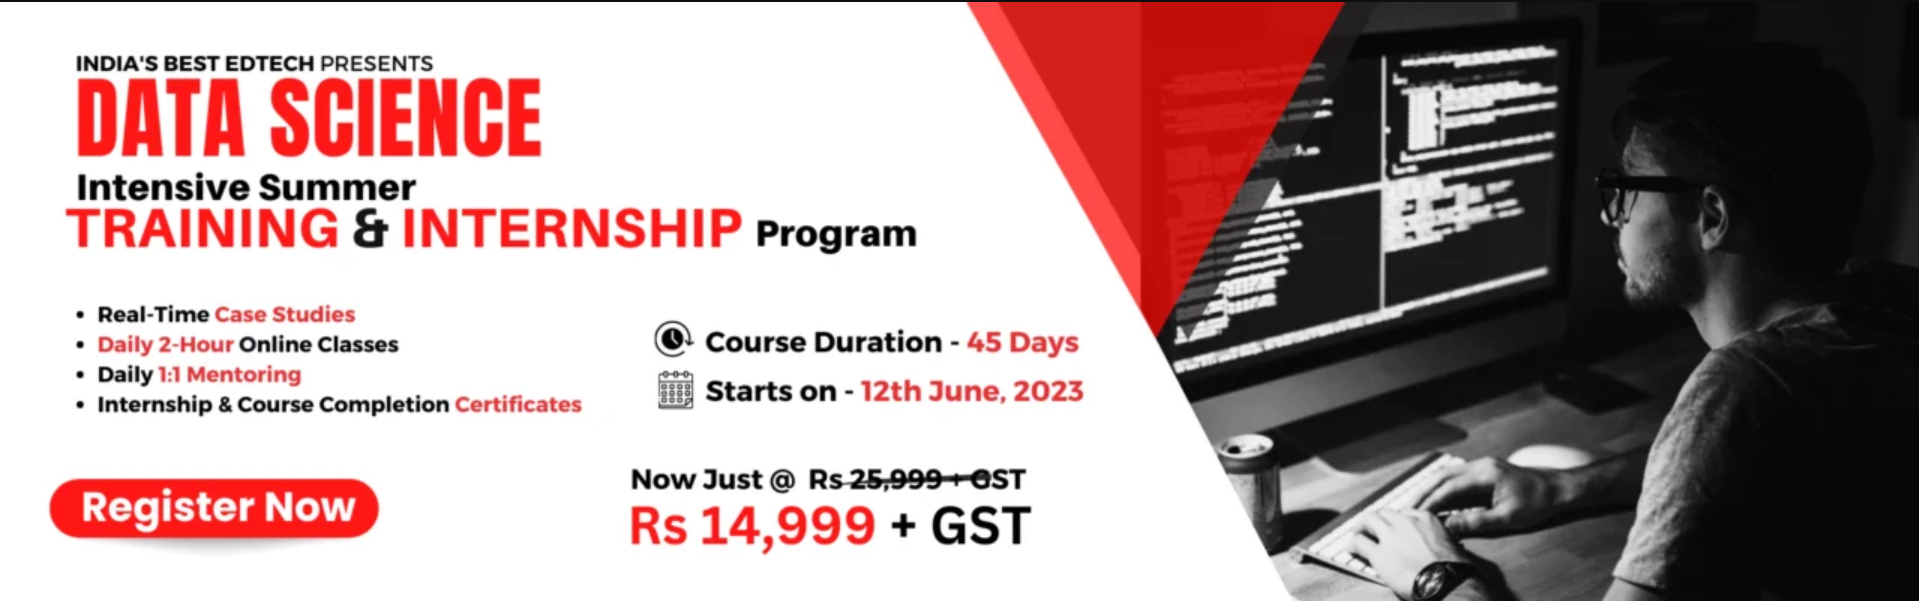 INDIA'S BEST EDTECH PRESENTS
DATA SCIENCE
Intensive Summer
TRAINING & INTERNSHIP Program
• Real-Time Case Studies
• Daily 2-Hour Online Classes
• Daily 1:1 Mentoring
• Internship & Course Completion Certificates
Course Duration - 45 Days
Starts on - 12th June, 2023
Register Now
Now Just @ Rs 25,999 + GST
Rs 14,999 + GST